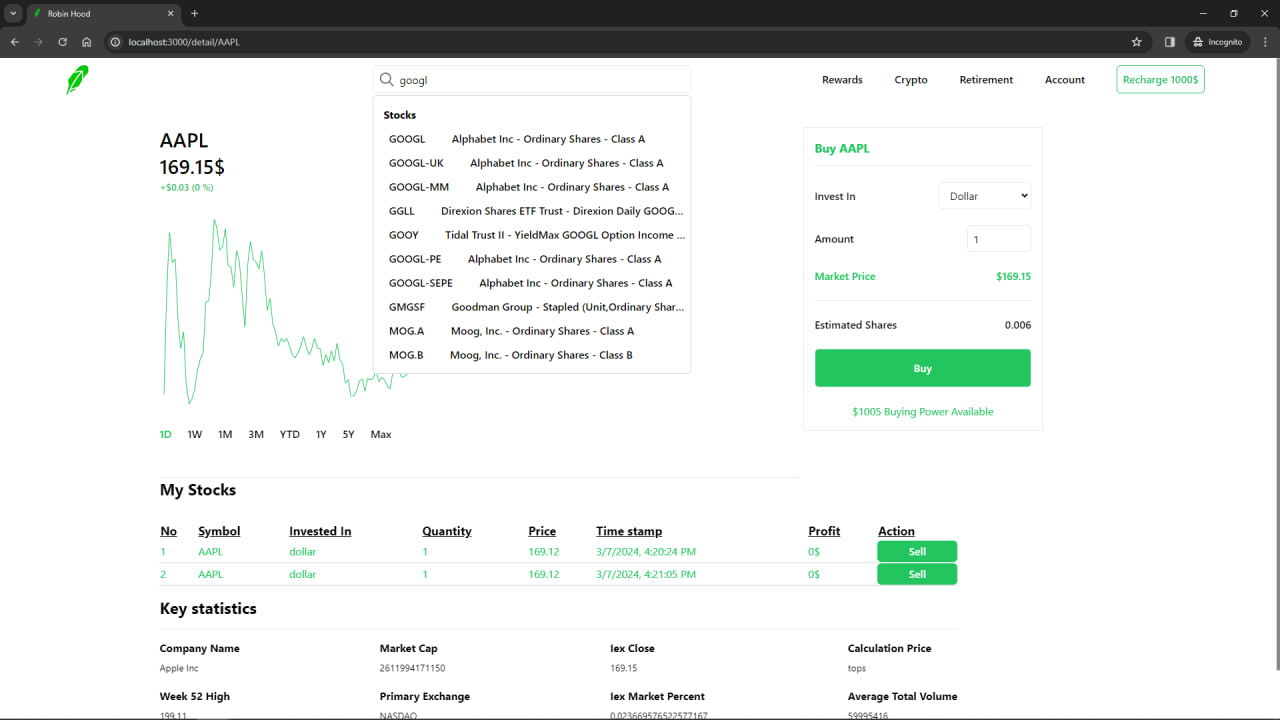 Robin Hood
localhost:3000/detail/AAPL
Incognito
googl
Rewards Crypto Retirement Account Recharge 1000$
Stocks
GOOGL Alphabet Inc - Ordinary Shares - Class A
GOOGL-UK Alphabet Inc - Ordinary Shares - Class A
GOOGL-MM Alphabet Inc - Ordinary Shares - Class A
GGLL Direxion Shares ETF Trust - Direxion Daily GOOG...
GOOY Tidal Trust II - YieldMax GOOGL Option Income ...
GOOGL-PE Alphabet Inc - Ordinary Shares - Class A
GOOGL-SEPE Alphabet Inc - Ordinary Shares - Class A
GMGSF Goodman Group - Stapled (Unit,Ordinary Shar...
MOG.A Moog, Inc. - Ordinary Shares - Class A
MOG.B Moog, Inc. - Ordinary Shares - Class B
AAPL
169.15$
+$0.03 (0 %)
1D 1W 1M 3M YTD 1Y 5Y Max
Buy AAPL
Invest In Dollar
Amount 1
Market Price $169.15
Estimated Shares 0.006
Buy
$1005 Buying Power Available
My Stocks
No Symbol Invested In Quantity Price Time stamp Profit Action
1 AAPL dollar 1 169.12 3/7/2024, 4:20:24 PM 0$ Sell
2 AAPL dollar 1 169.12 3/7/2024, 4:21:05 PM 0$ Sell
Key statistics
Company Name Market Cap Iex Close Calculation Price
Apple Inc 2611994171150 169.15 tops
Week 52 High Primary Exchange Iex Market Percent Average Total Volume
199.11 NASDAQ 0.023669576522577167 59995416